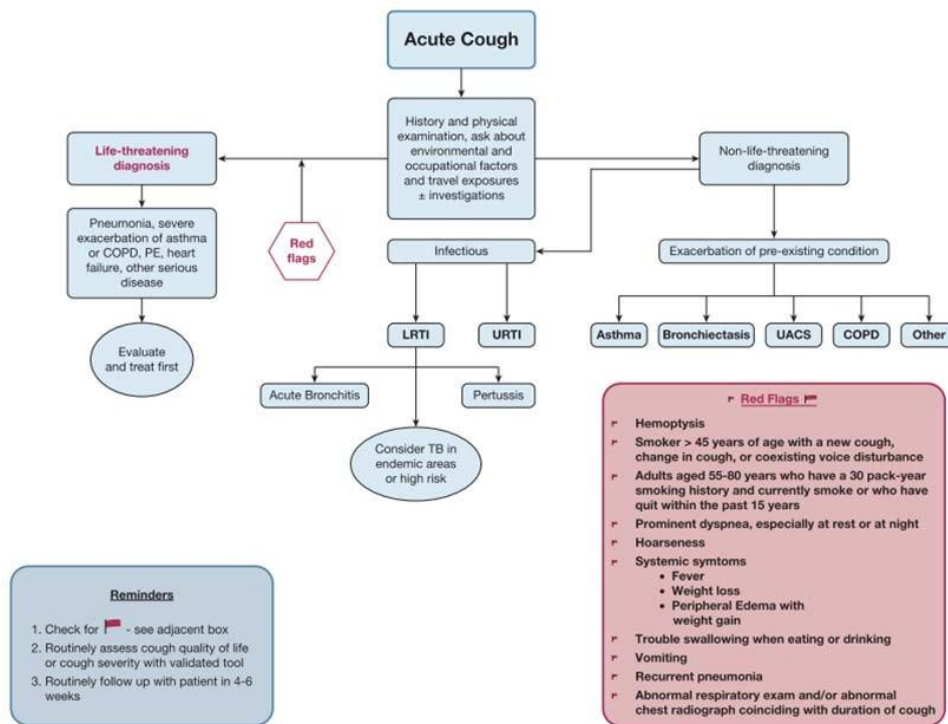 Acute Cough
History and physical
examination, ask about
environmental and
occupational factors
and travel exposures
± investigations
Life-threatening
diagnosis
Pneumonia, severe
exacerbation of asthma
or COPD, PE, heart
failure, other serious
disease
Evaluate
and treat first
Red
flags
Non-life-threatening
diagnosis
Infectious
LRTI
URTI
Acute Bronchitis
Pertussis
Consider TB in
endemic areas
or high risk
Exacerbation of pre-existing condition
Asthma
Bronchiectasis
UACS
COPD
Other
Reminders
1. Check for - see adjacent box
2. Routinely assess cough quality of life
or cough severity with validated tool
3. Routinely follow up with patient in 4-6
weeks
Red Flags
Hemoptysis
Smoker > 45 years of age with a new cough,
change in cough, or coexisting voice disturbance
Adults aged 55-80 years who have a 30 pack-year
smoking history and currently smoke or who have
quit within the past 15 years
Prominent dyspnea, especially at rest or at night
Hoarseness
Systemic symtoms
• Fever
• Weight loss
• Peripheral Edema with
weight gain
Trouble swallowing when eating or drinking
Vomiting
Recurrent pneumonia
Abnormal respiratory exam and/or abnormal
chest radiograph coinciding with duration of cough